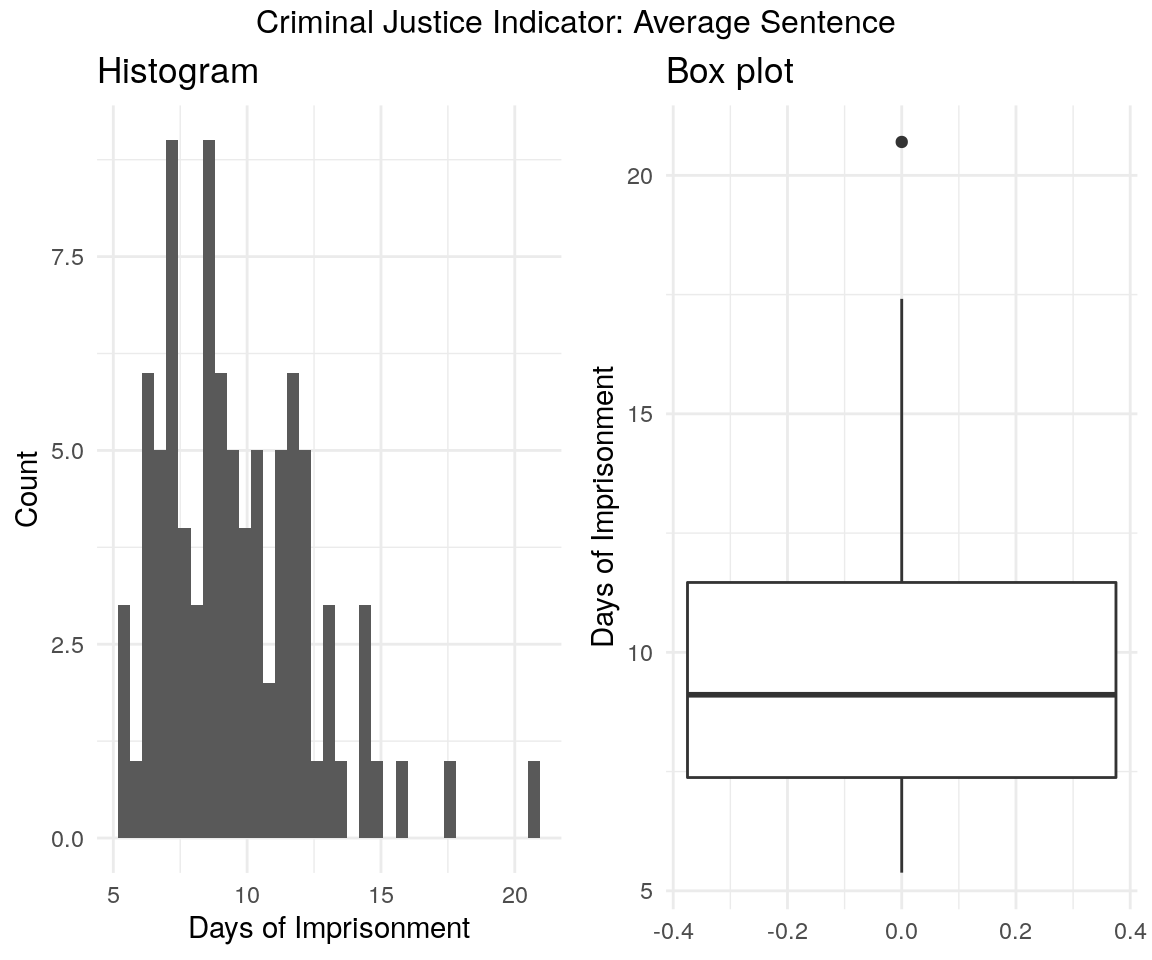 Criminal Justice Indicator: Average Sentence
Histogram
Count
7.5
5.0
2.5
0.0
5 10 15 20
Days of Imprisonment
Box plot
Days of Imprisonment
20
15
10
5
-0.4 -0.2 0.0 0.2 0.4